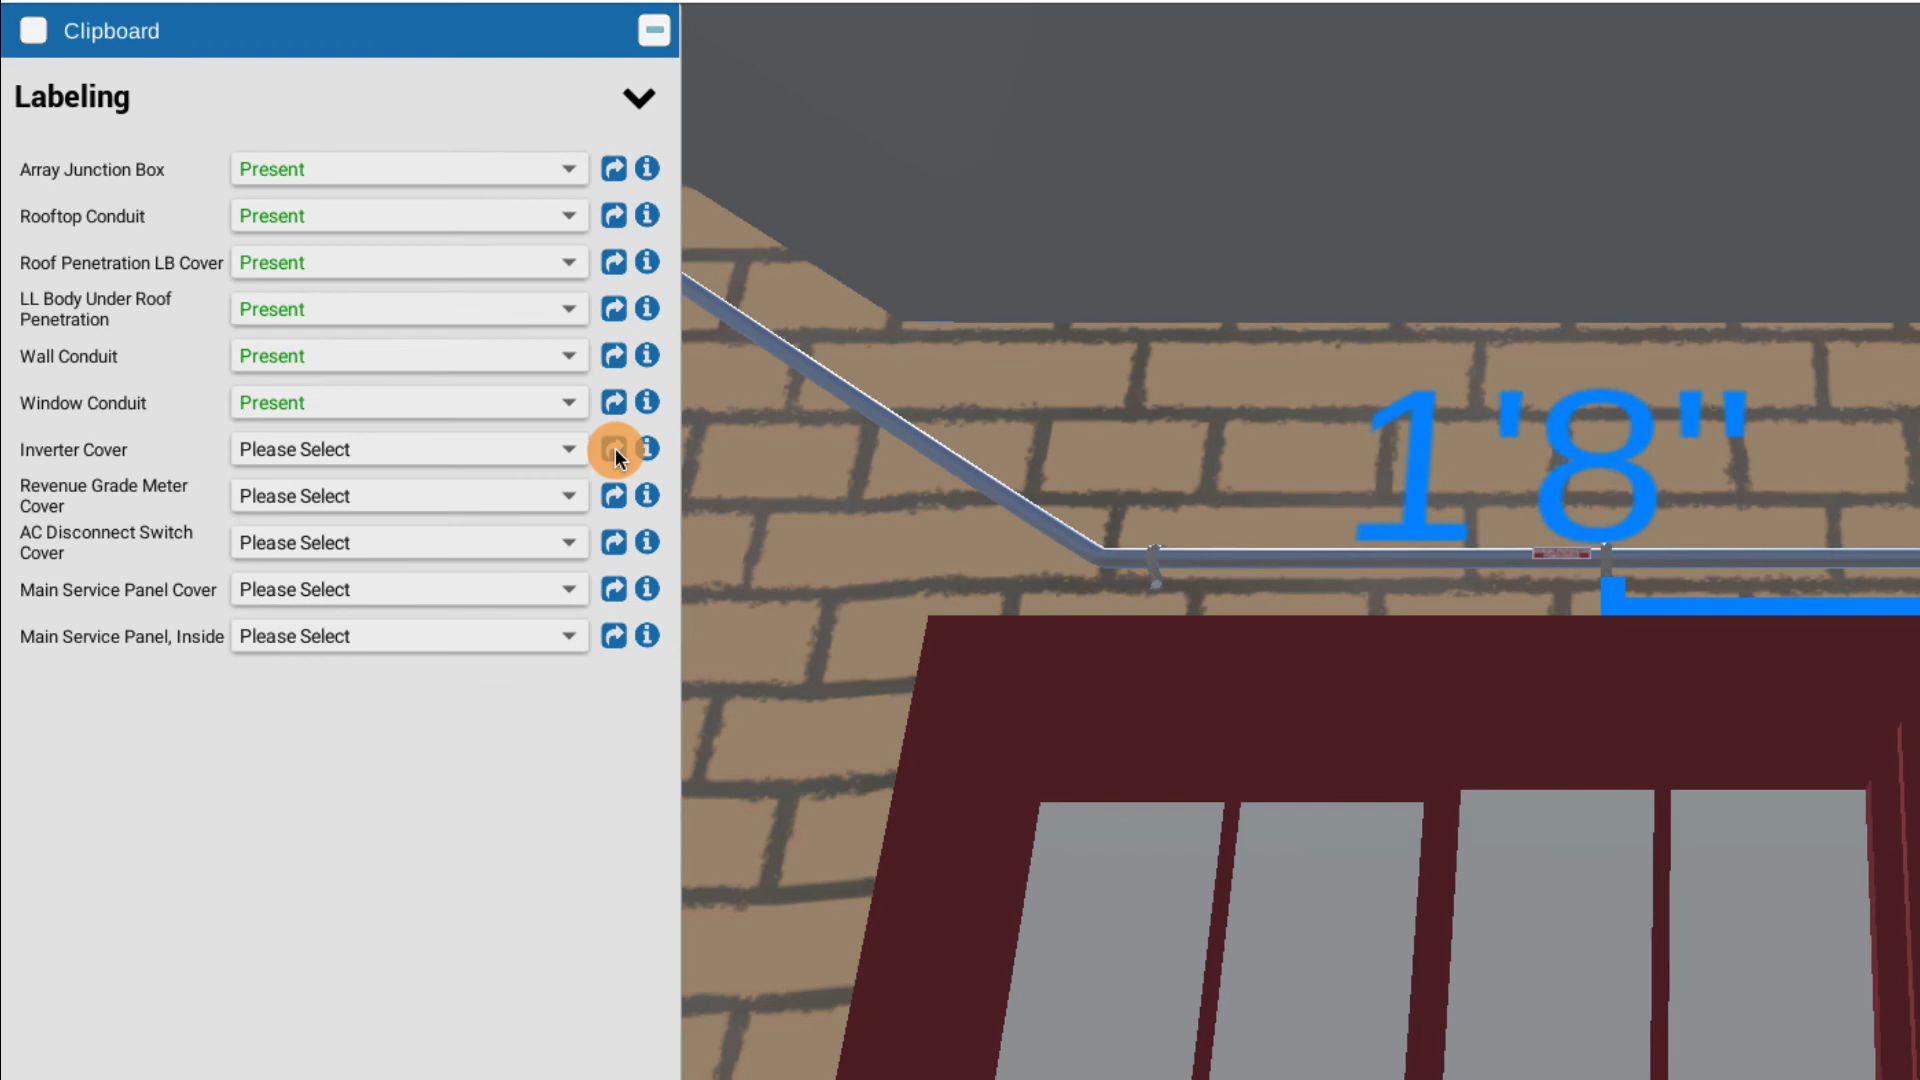 Clipboard
Labeling
Array Junction Box Present
Rooftop Conduit Present
Roof Penetration LB Cover Present
LL Body Under Roof
Penetration
Present
Wall Conduit Present
Window Conduit Present
Inverter Cover Please Select
Revenue Grade Meter
Cover
Please Select
AC Disconnect Switch
Cover
Please Select
Main Service Panel Cover Please Select
Main Service Panel, Inside Please Select
1'8"